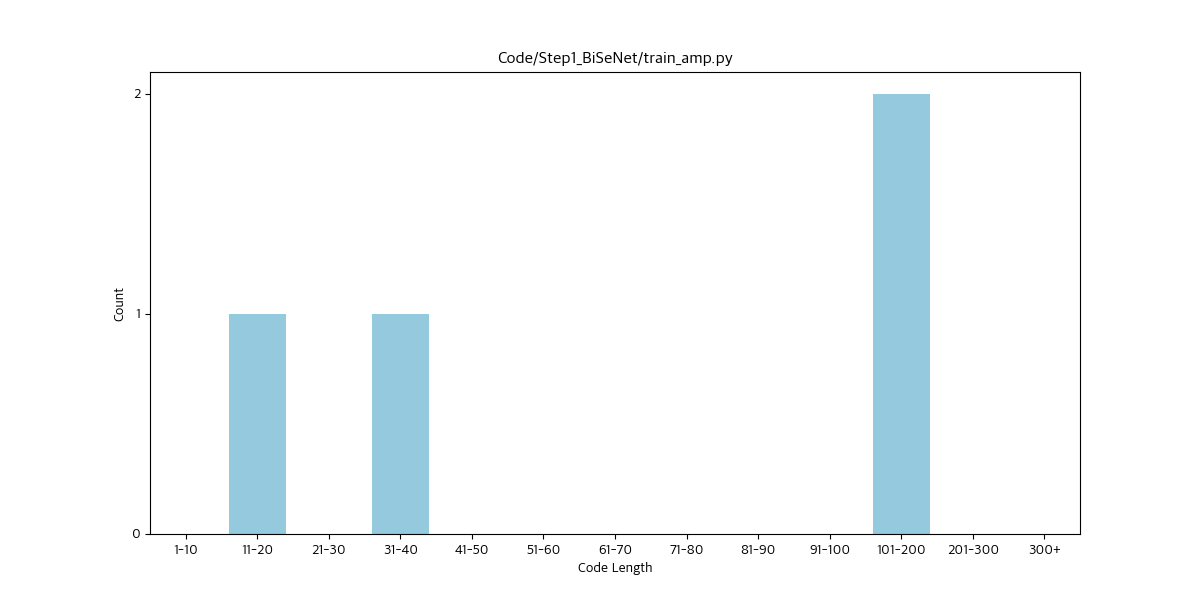 Code/Step1_BiSeNet/train_amp.py
2
1
0
Count
1-10 11-20 21-30 31-40 41-50 51-60 61-70 71-80 81-90 91-100 101-200 201-300 300+
Code Length